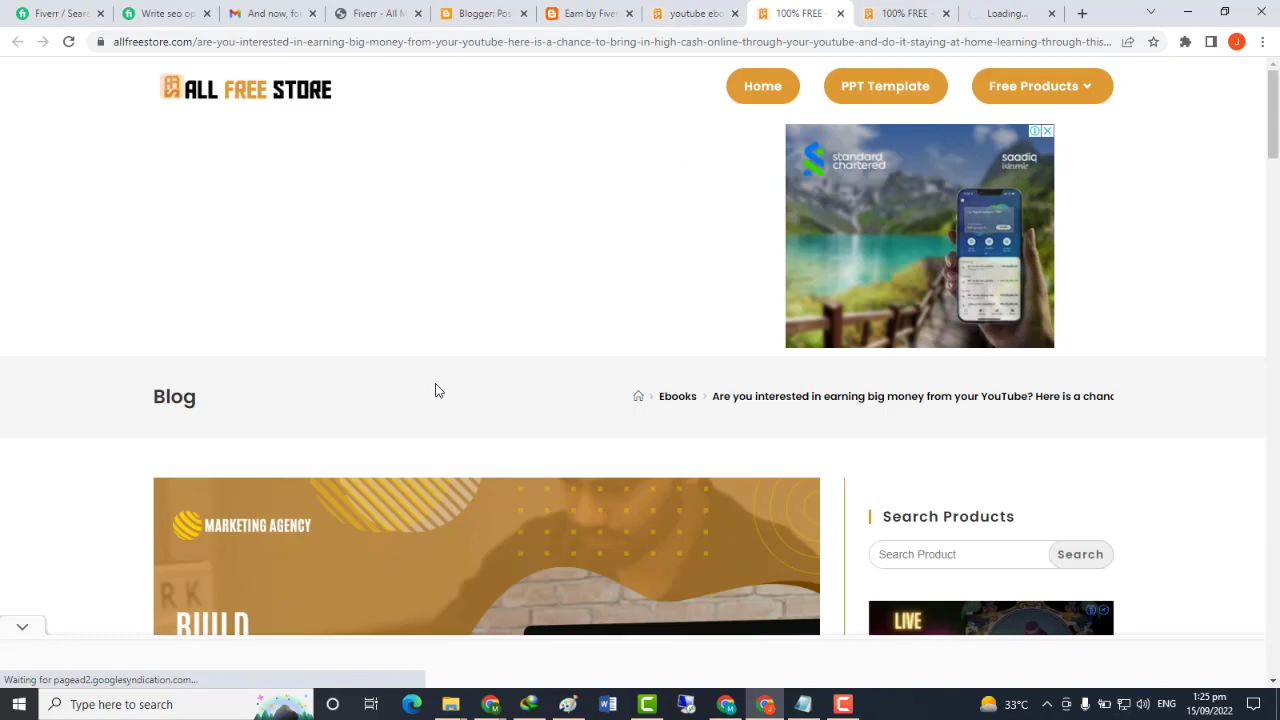 Fiverr / Sear
Write seo op
And now, for
Fiverr - All M
Blogger: Pos
Earn by Fiver
youtube ebo
100% FREE
100% FREE
Loading...
allfreestore.com/are-you-interested-in-earning-big-money-from-your-youtube-here-is-a-chance-to-bring-in-high-cash-online-through-your-youtube-and-do-it-staying-at-home-learning-through-this...
J
ALL FREE STORE
Home
PPT Template
Free Products
standard chartered
saadiq
islamic
Blog
Ebooks > Are you interested in earning big money from your YouTube? Here is a chanc
MARKETING AGENCY
BUILD
Search Products
Search Product
Search
LIVE
Waiting for pagead2.googlesyndication.com...
Type here to search
33°C
ENG
1:25 pm
15/09/2022